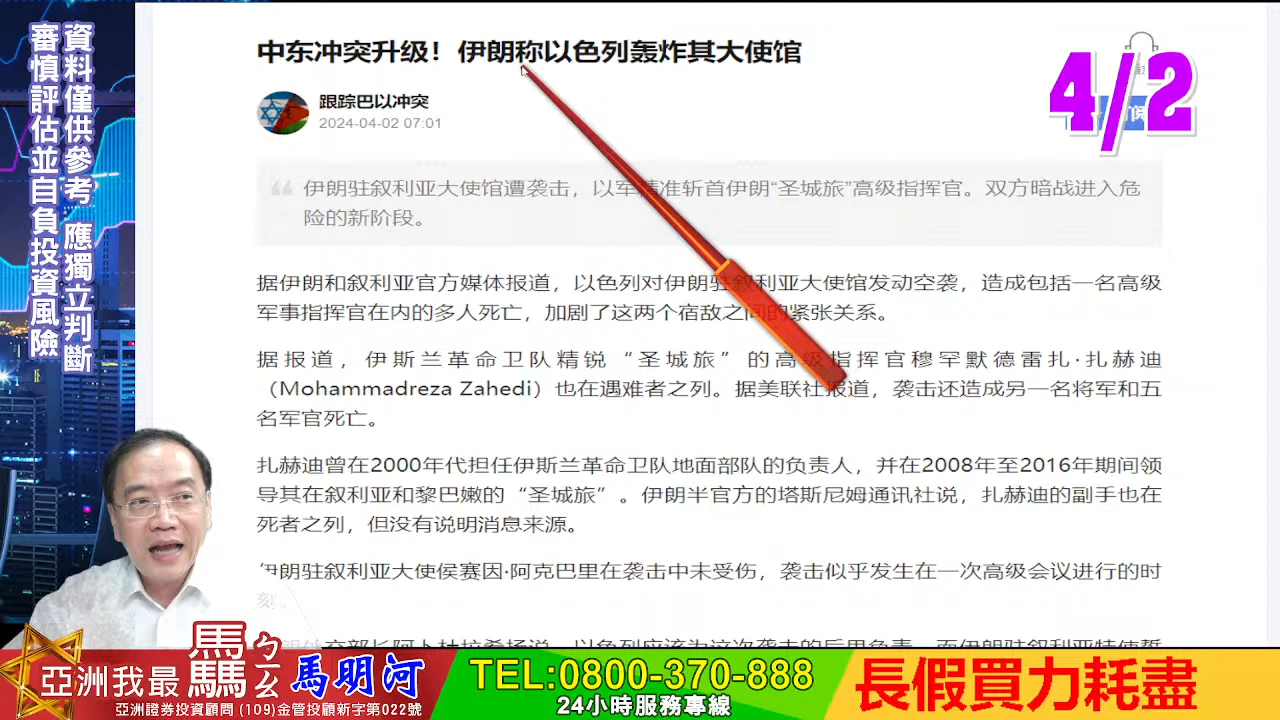 資料僅供參考 應獨立判斷
審慎評估並自負投資風險
中东冲突升级！伊朗称以色列轰炸其大使馆
4/2
跟踪巴以冲突
2024-04-02 07:01
阅
伊朗驻叙利亚大使馆遭袭击，以军精准斩首伊朗“圣城旅”高级指挥官。双方暗战进入危
险的新阶段。
据伊朗和叙利亚官方媒体报道，以色列对伊朗驻叙利亚大使馆发动空袭，造成包括一名高级
军事指挥官在内的多人死亡，加剧了这两个宿敌之间的紧张关系。
据报道，伊斯兰革命卫队精锐“圣城旅”的高级指挥官穆罕默德雷扎·扎赫迪
（Mohammadreza Zahedi）也在遇难者之列。据美联社报道，袭击还造成另一名将军和五
名军官死亡。
扎赫迪曾在2000年代担任伊斯兰革命卫队地面部队的负责人，并在2008年至2016年期间领
导其在叙利亚和黎巴嫩的“圣城旅”。伊朗半官方的塔斯尼姆通讯社说，扎赫迪的副手也在
死者之列，但没有说明消息来源。
伊朗驻叙利亚大使侯赛因·阿克巴里在袭击中未受伤，袭击似乎发生在一次高级会议进行的时
刻。
亞洲我最馬驫ㄅㄧㄠ馬明河
亞洲證券投資顧問 (109)金管投顧新字第022號
TEL:0800-370-888
24小時服務專線
長假買力耗盡